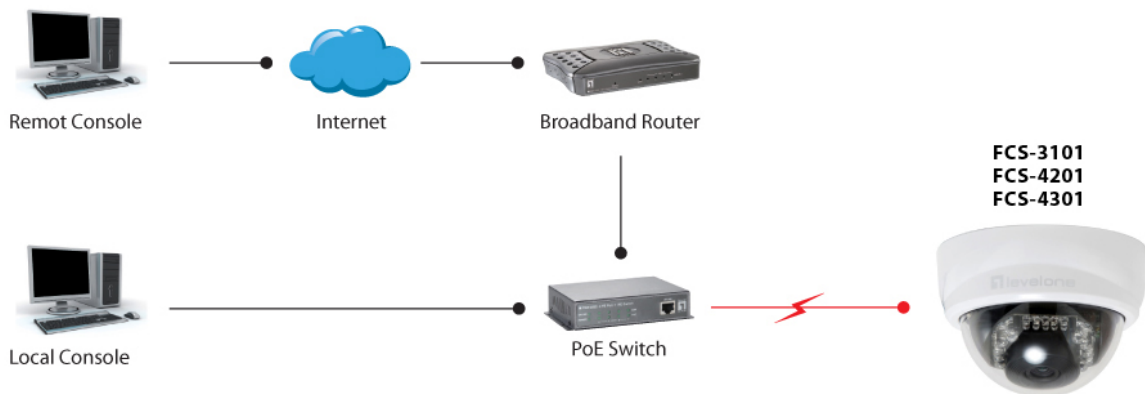 Remot Console
Internet
Broadband Router
FCS-3101
FCS-4201
FCS-4301
levelone
Local Console
PoE Switch